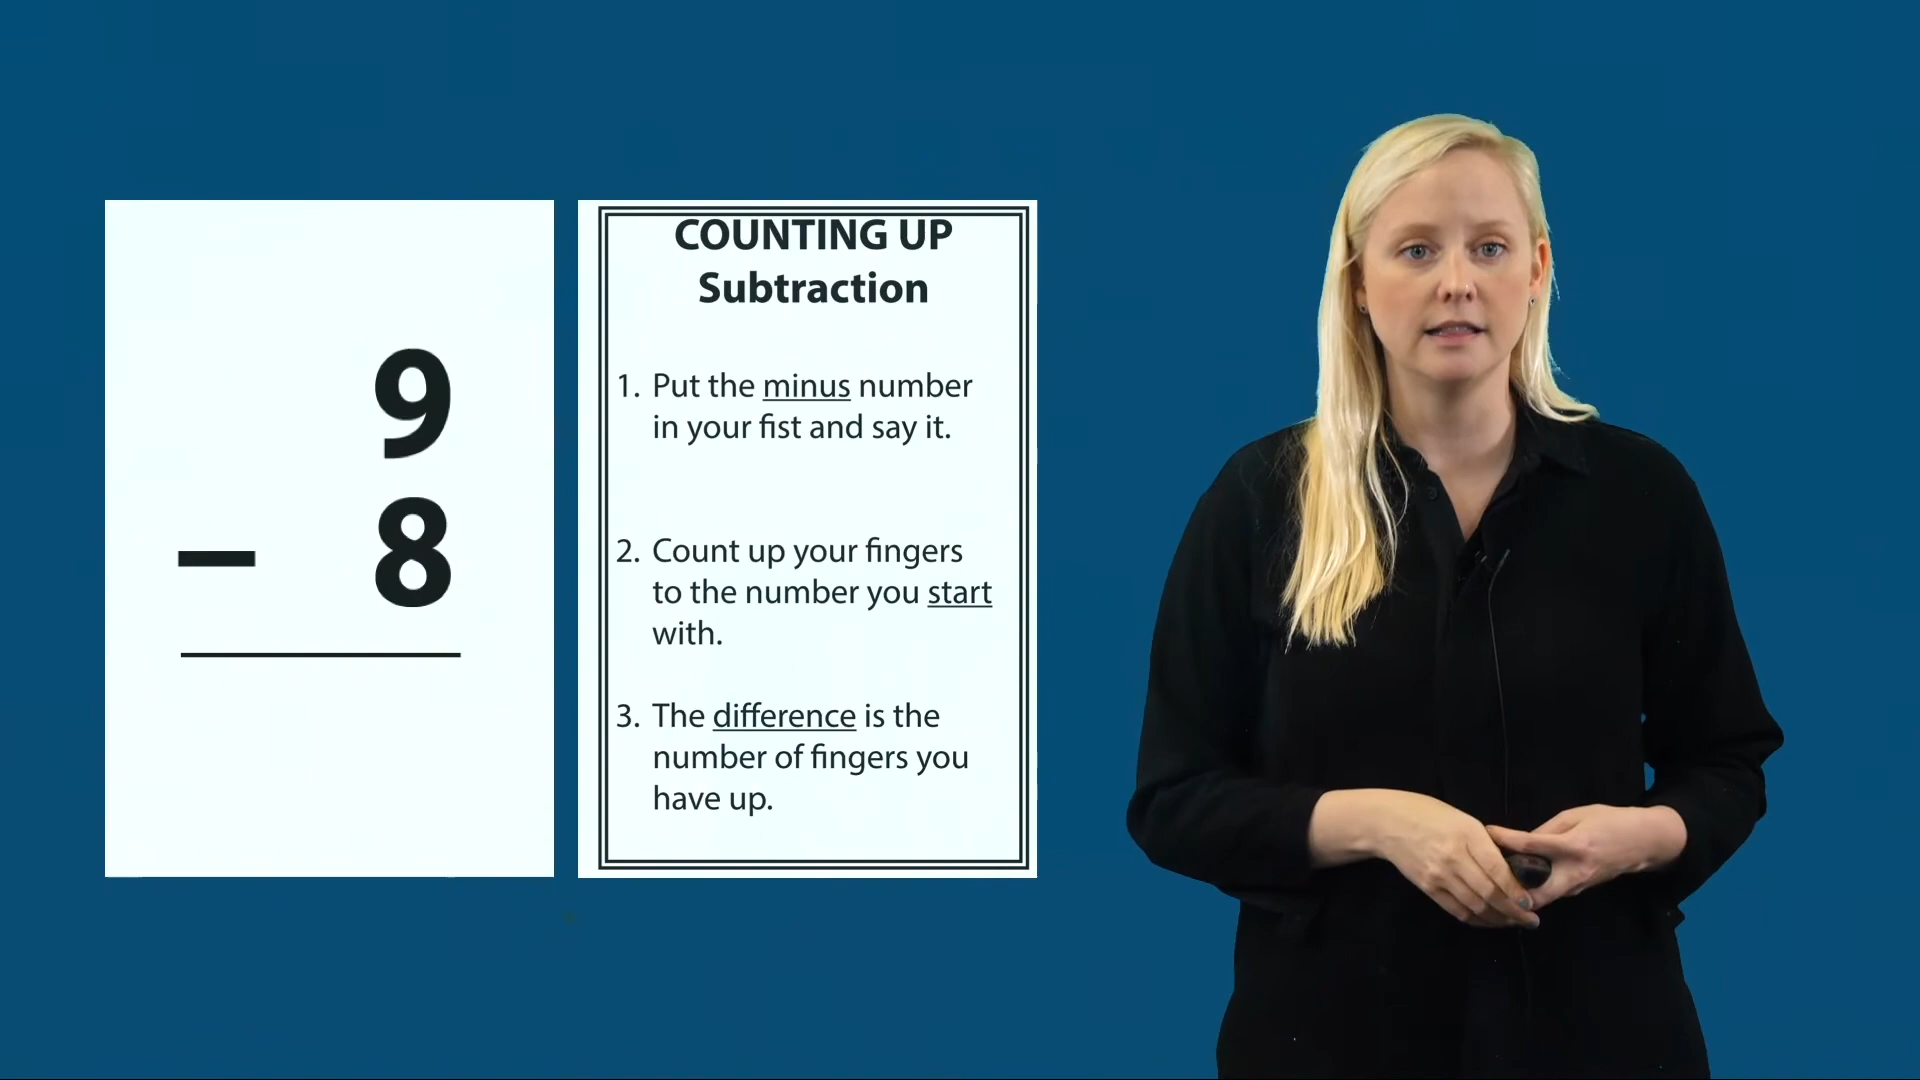 9
– 8
COUNTING UP
Subtraction
1. Put the minus number
in your fist and say it.
2. Count up your fingers
to the number you start
with.
3. The difference is the
number of fingers you
have up.